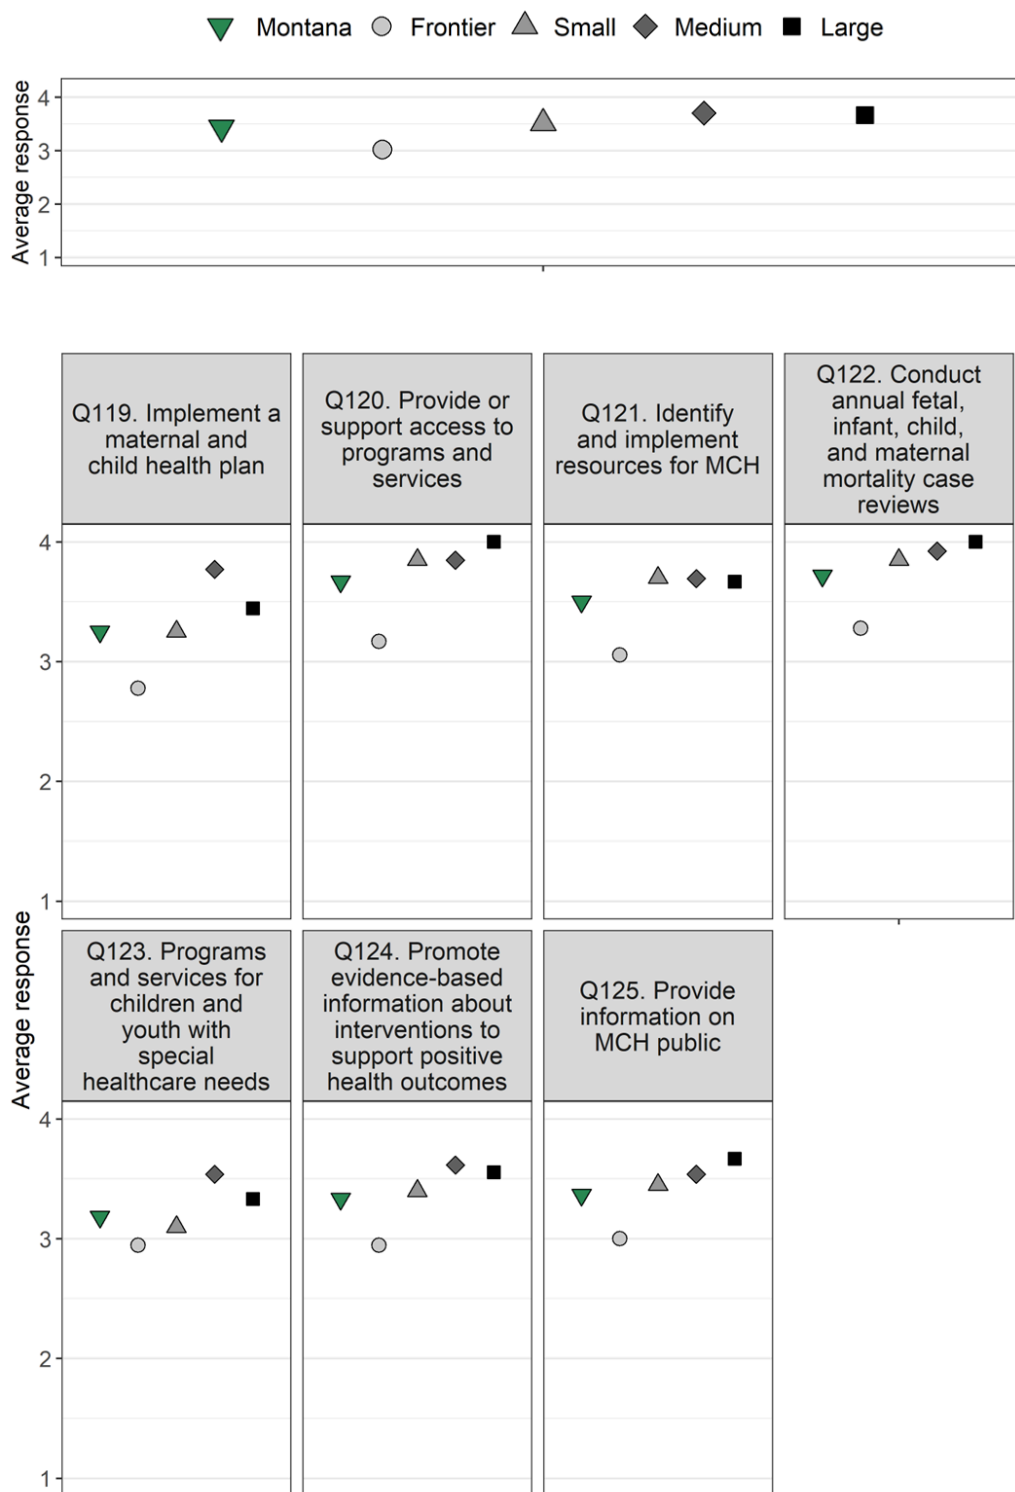 Montana Frontier Small Medium Large
Average response
4
3
2
1
Q119. Implement a
maternal and
child health plan
Q120. Provide or
support access to
programs and
services
Q121. Identify
and implement
resources for MCH
Q122. Conduct
annual fetal,
infant, child,
and maternal
mortality case
reviews
4
3
2
1
Average response
Q123. Programs
and services for
children and
youth with
special
healthcare needs
Q124. Promote
evidence-based
information about
interventions to
support positive
health outcomes
Q125. Provide
information on
MCH public
4
3
2
1